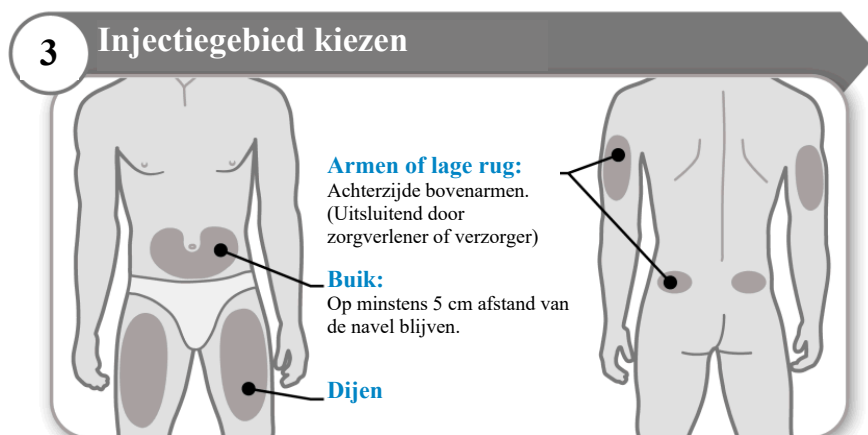 3
Injectiegebied kiezen
Armen of lage rug:
Achterzijde bovenarmen.
(Uitsluitend door
zorgverlener of verzorger)
Buik:
Op minstens 5 cm afstand van
de navel blijven.
Dijen